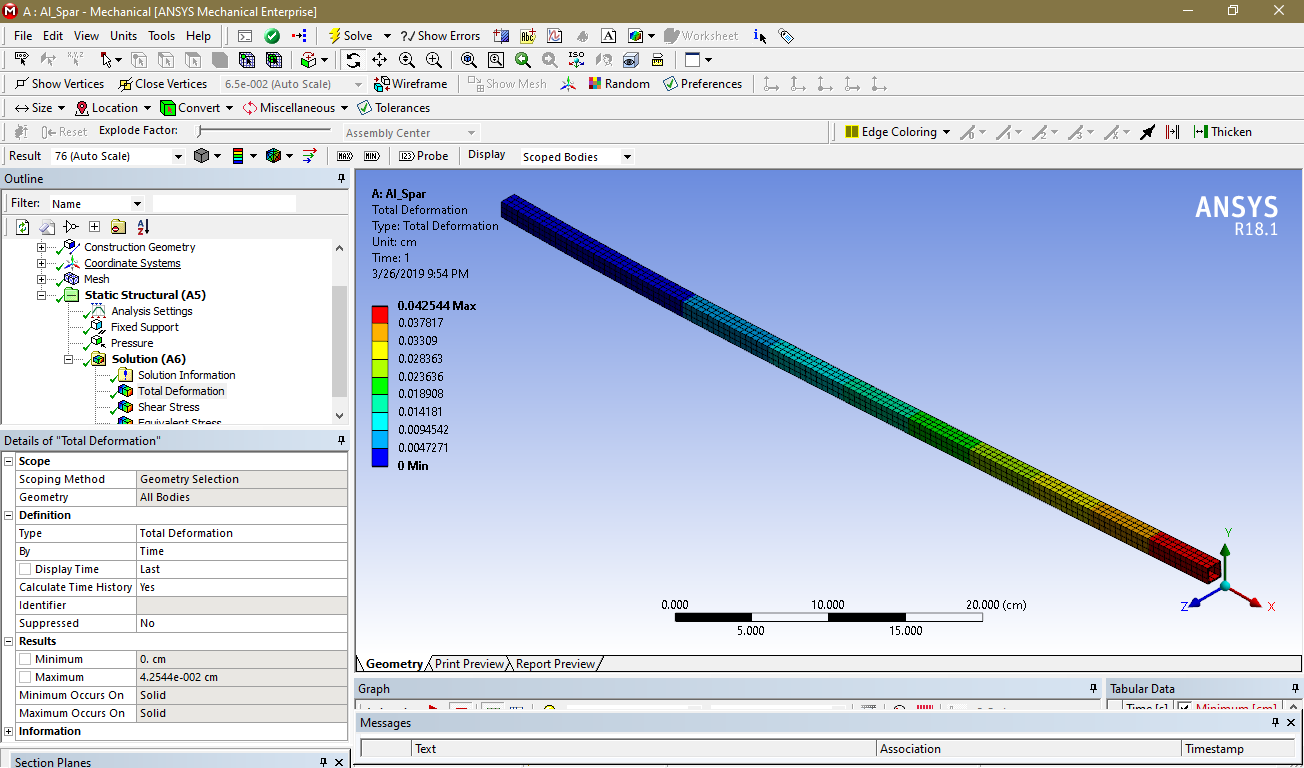 A : Al_Spar - Mechanical [ANSYS Mechanical Enterprise]
File Edit View Units Tools Help Solve ?/ Show Errors Worksheet
Show Vertices Close Vertices 6.5e-002 (Auto Scale) Wireframe Show Mesh Random Preferences
Size Location Convert Miscellaneous Tolerances
Reset Explode Factor: Assembly Center Edge Coloring Thicken
Result 76 (Auto Scale) MAX MIN Probe Display Scoped Bodies
Outline
Filter: Name
Construction Geometry
Coordinate Systems
Mesh
Static Structural (A5)
Analysis Settings
Fixed Support
Pressure
Solution (A6)
Solution Information
Total Deformation
Shear Stress
Equivalent Stress
Details of "Total Deformation"
Scope
Scoping Method Geometry Selection
Geometry All Bodies
Definition
Type Total Deformation
By Time
Display Time Last
Calculate Time History Yes
Identifier
Suppressed No
Results
Minimum 0. cm
Maximum 4.2544e-002 cm
Minimum Occurs On Solid
Maximum Occurs On Solid
Information
Section Planes
A: Al_Spar
Total Deformation
Type: Total Deformation
Unit: cm
Time: 1
3/26/2019 9:54 PM
0.042544 Max
0.037817
0.03309
0.028363
0.023636
0.018908
0.014181
0.0094542
0.0047271
0 Min
ANSYS
R18.1
Y
Z
X
0.000 10.000 20.000 (cm)
5.000 15.000
Geometry Print Preview Report Preview
Graph
Tabular Data
Time [s] Minimum [cm]
Messages
Text Association Timestamp